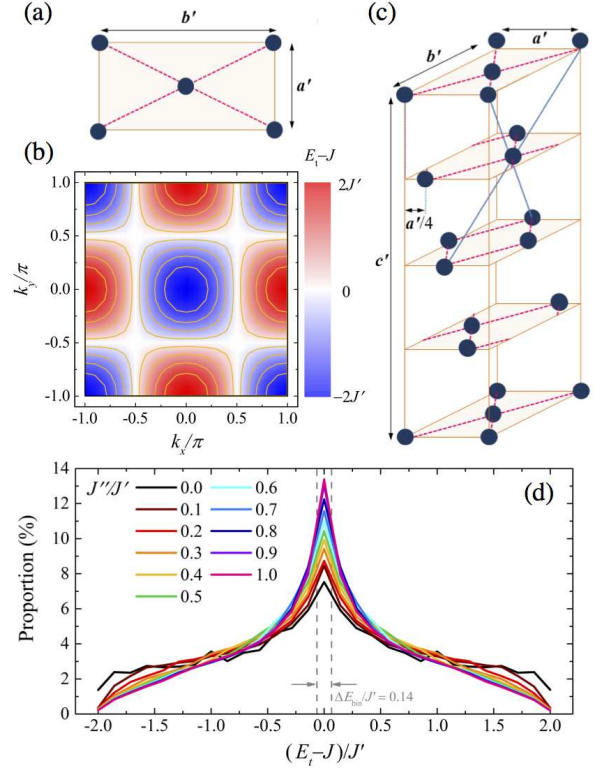 (a)
b′
a′
(b)
E_t–J
2J′
0
−2J′
1.0
0.5
0.0
-0.5
-1.0
k_y/π
-1.0 -0.5 0.0 0.5 1.0
k_x/π
(c)
a′
b′
c′
a′/4
(d)
J′′/J′
0.0
0.1
0.2
0.3
0.4
0.5
0.6
0.7
0.8
0.9
1.0
14
12
10
8
6
4
2
0
Proportion (%)
ΔE_bin/J′ = 0.14
-2.0 -1.5 -1.0 -0.5 0.0 0.5 1.0 1.5 2.0
(E_t–J)/J′